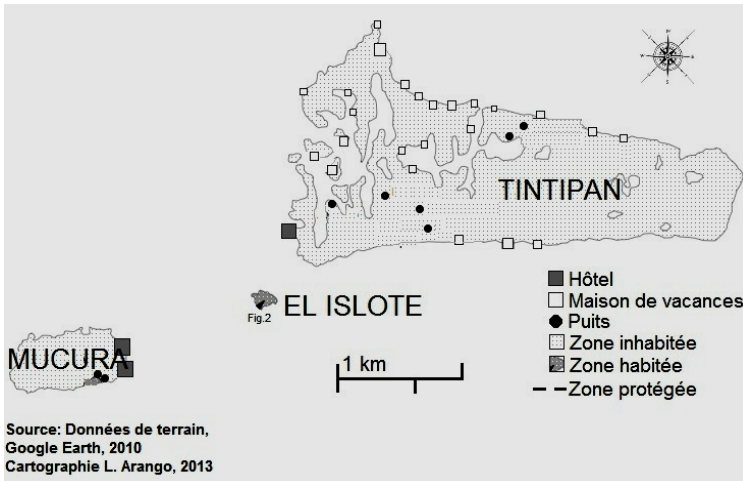 TINTIPAN
EL ISLOTE
Fig.2
MUCURA
Hôtel
Maison de vacances
Puits
Zone inhabitée
Zone habitée
Zone protégée
1 km
Source: Données de terrain,
Google Earth, 2010
Cartographie L. Arango, 2013